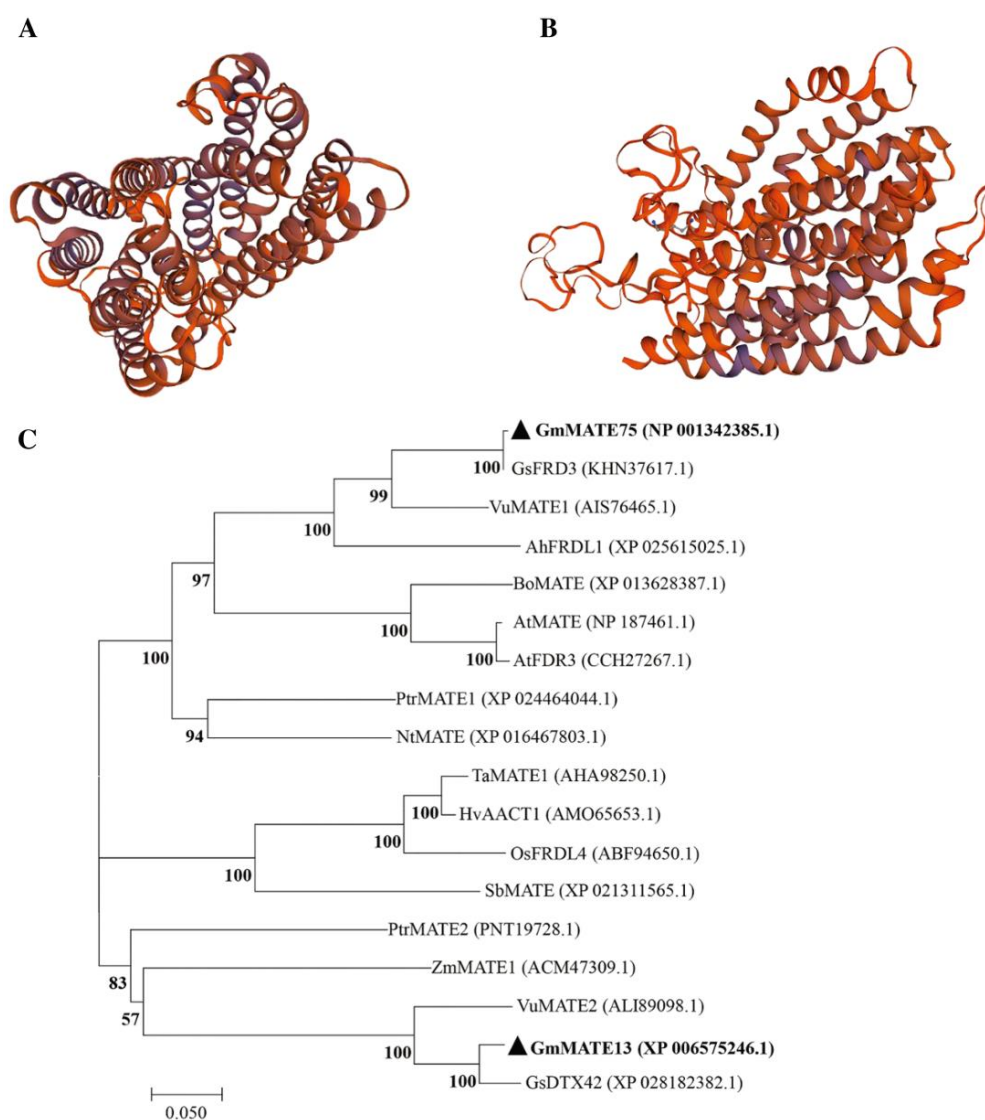 A
B
C
▲ GmMATE75 (NP 001342385.1)
100
GsFRD3 (KHN37617.1)
99
VuMATE1 (AIS76465.1)
100
AhFRDL1 (XP 025615025.1)
97
BoMATE (XP 013628387.1)
100
AtMATE (NP 187461.1)
100
AtFDR3 (CCH27267.1)
100
PtrMATE1 (XP 024464044.1)
94
NtMATE (XP 016467803.1)
TaMATE1 (AHA98250.1)
100
HvAACT1 (AMO65653.1)
100
OsFRDL4 (ABF94650.1)
100
SbMATE (XP 021311565.1)
PtrMATE2 (PNT19728.1)
83
ZmMATE1 (ACM47309.1)
57
VuMATE2 (ALI89098.1)
100
▲ GmMATE13 (XP 006575246.1)
100
GsDTX42 (XP 028182382.1)
0.050